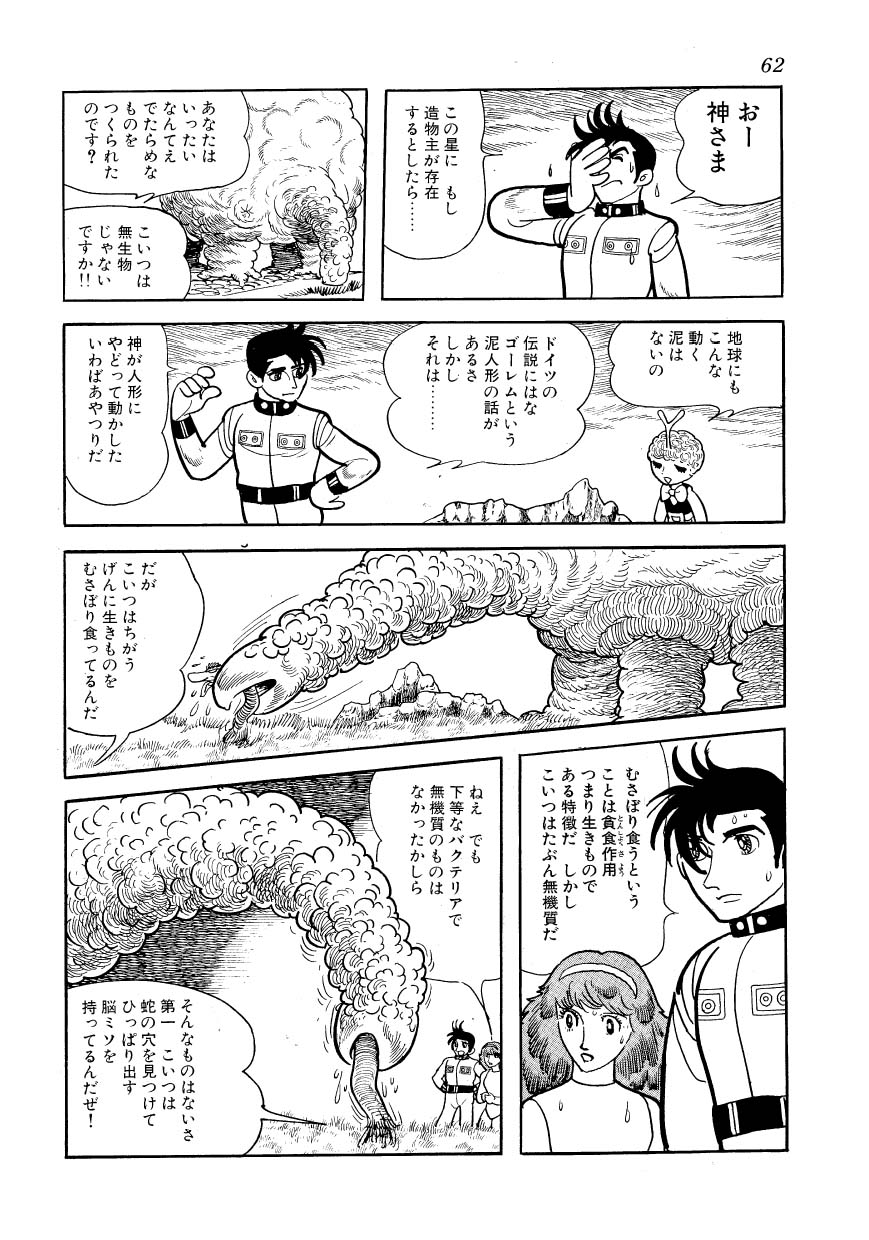 62
おー
神さま
この星に　もし
造物主が存在
するとしたら……
あなたは
いったい
なんてえ
でたらめな
ものを
つくられた
のです？
こいつは
無生物
じゃない
ですか!!
地球にも
こんな
動く
泥は
ないの
ドイツの
伝説にはな
ゴーレムという
泥人形の話が
あるさ
しかし
それは………
神が人形に
やどって動かした
いわばあやつりだ
だが
こいつはちがう
げんに生きものを
むさぼり食ってるんだ
むさぼり食うという
ことは貪食作用
つまり生きもので
ある特徴だ　しかし
こいつはたぶん無機質だ
ねえ　でも
下等なバクテリアで
無機質のものは
なかったかしら
そんなものはないさ
第一　こいつは
蛇の穴を見つけて
ひっぱり出す
脳ミソを
持ってるんだぜ！